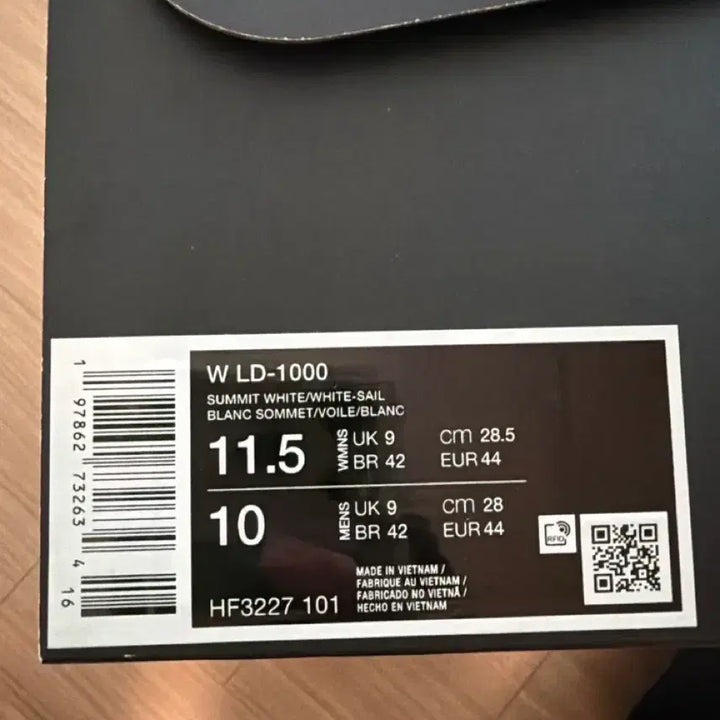 W LD-1000
SUMMIT WHITE/WHITE-SAIL
BLANC SOMMET/VOILE/BLANC
11.5 WMNS UK 9 cm 28.5
BR 42 EUR 44
10 MENS UK 9 cm 28
BR 42 EUR 44
RFID
MADE IN VIETNAM /
FABRIQUE AU VIETNAM /
FABRICADO NO VIETNÃ /
HECHO EN VIETNAM
HF3227 101
1 97862 73263 4 16